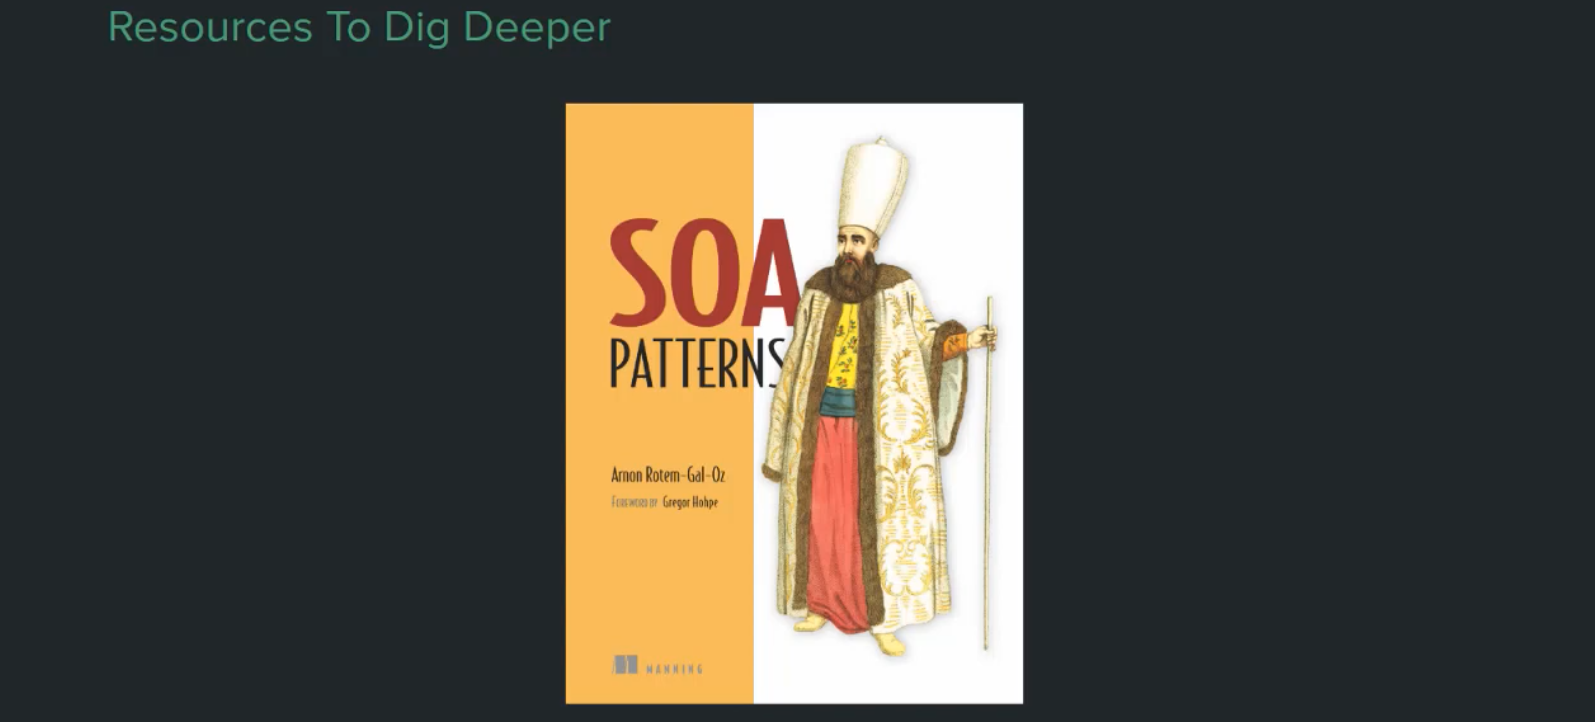 Resources To Dig Deeper
SOA
PATTERNS
Arnon Rotem-Gal-Oz
FOREWORD BY Gregor Hohpe
MANNING